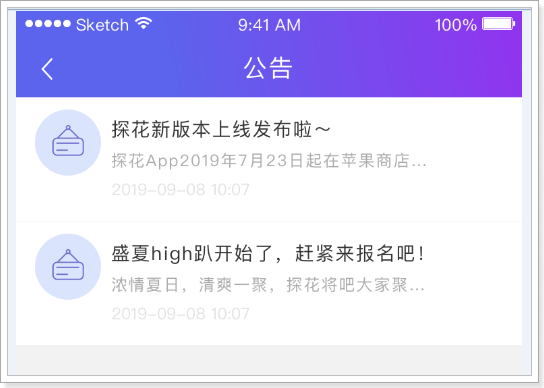 Sketch 9:41 AM 100%
公告
探花新版本上线发布啦～
探花App2019年7月23日起在苹果商店...
2019-09-08 10:07
盛夏high趴开始了，赶紧来报名吧！
浓情夏日，清爽一聚，探花将吧大家聚...
2019-09-08 10:07